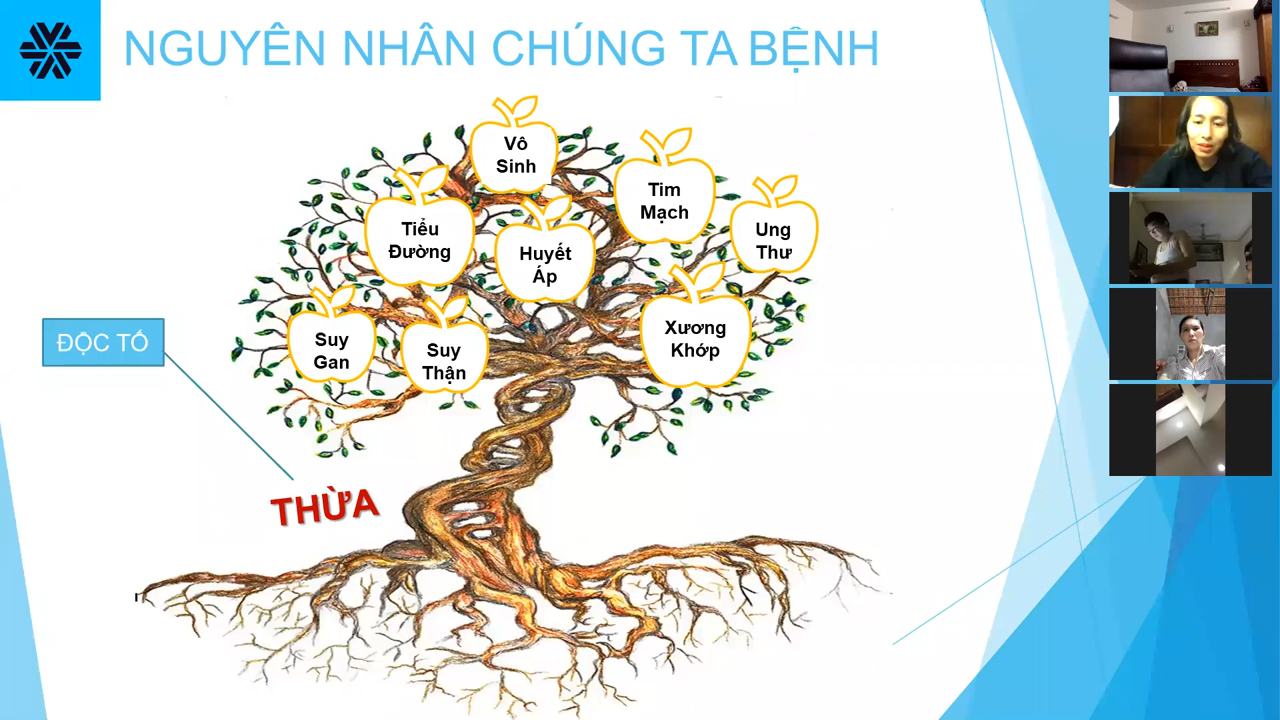 NGUYÊN NHÂN CHÚNG TA BỆNH
Vô
Sinh
Tim
Mạch
Tiểu
Đường
Ung
Thư
Huyết
Áp
Suy
Gan
Suy
Thận
Xương
Khớp
ĐỘC TỐ
THỪA